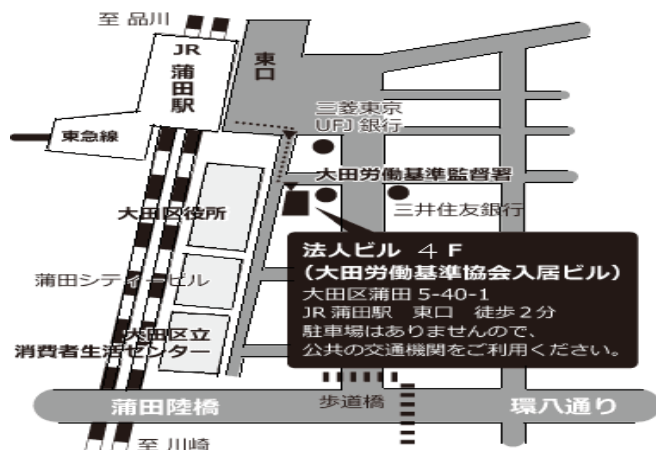 至 品川
JR
蒲田駅
東口
東急線
三菱東京
UFJ 銀行
大田労働基準監督署
三井住友銀行
大田区役所
法人ビル 4 F
(大田労働基準協会入居ビル)
大田区蒲田 5-40-1
JR 蒲田駅 東口 徒歩 2 分
駐車場はありませんので、
公共の交通機関をご利用ください。
蒲田シティービル
大田区立
消費者生活センター
蒲田陸橋
歩道橋
環八通り
至 川崎